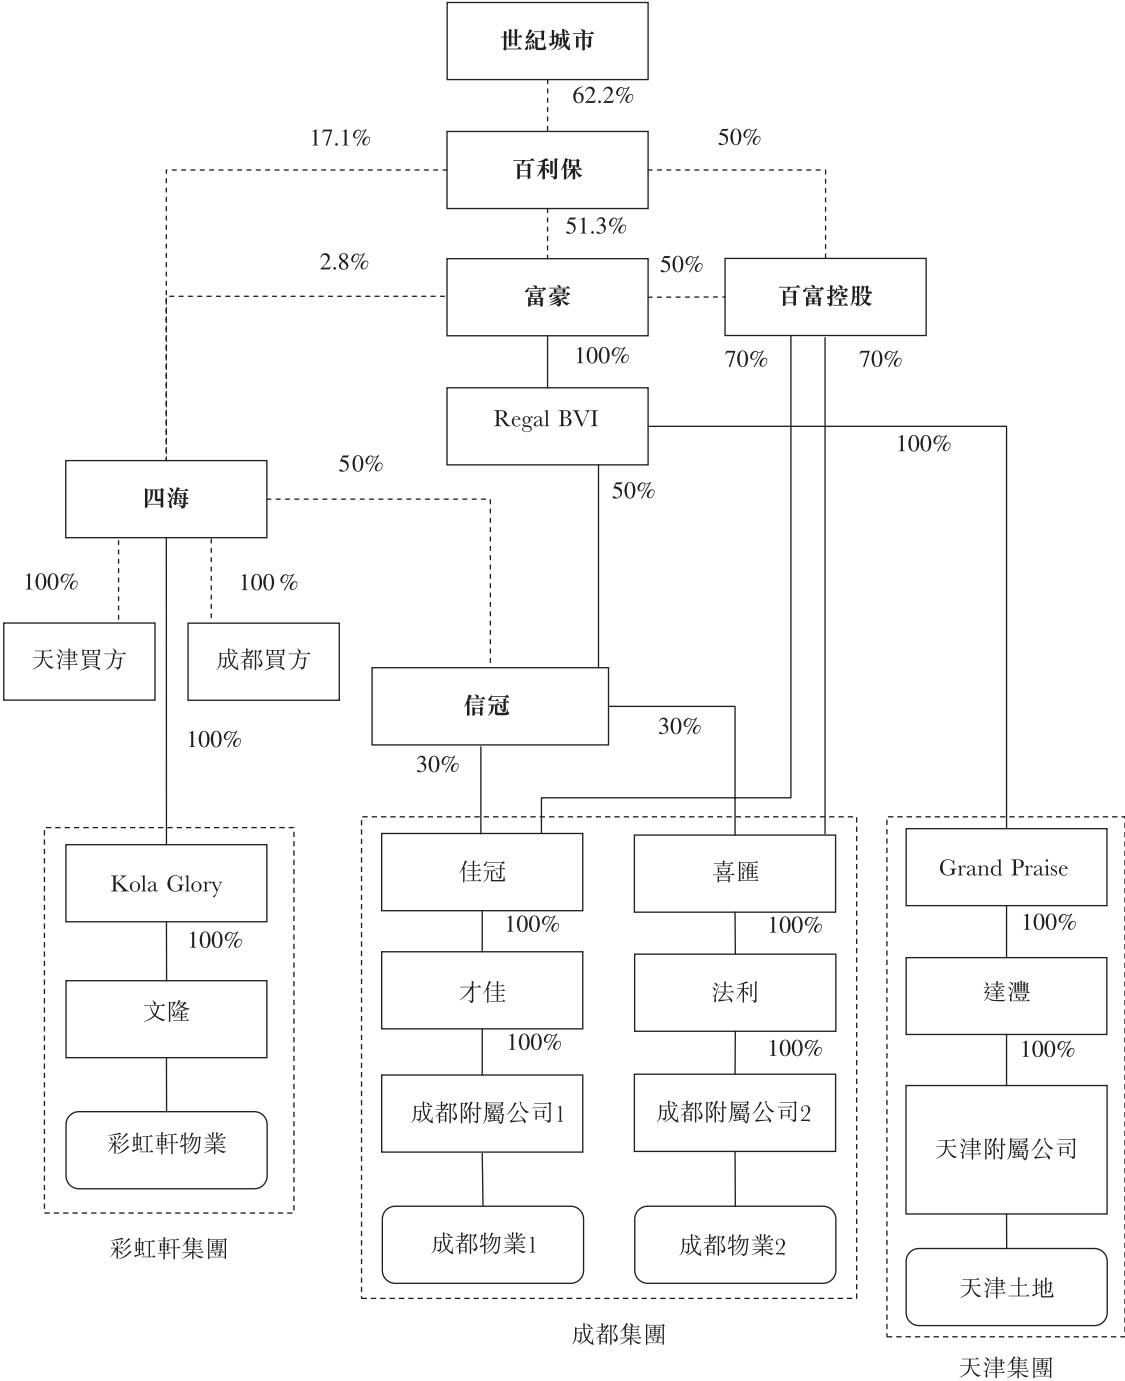 世紀城市
62.2%
17.1%
50%
百利保
51.3%
2.8%
50%
富豪
百富控股
100%
70%
70%
Regal BVI
100%
50%
50%
四海
100%
100 %
天津買方
成都買方
信冠
30%
100%
30%
佳冠
喜匯
Grand Praise
Kola Glory
100%
100%
100%
100%
才佳
法利
達灃
文隆
100%
100%
100%
成都附屬公司1
成都附屬公司2
彩虹軒物業
天津附屬公司
成都物業1
成都物業2
彩虹軒集團
天津土地
成都集團
天津集團